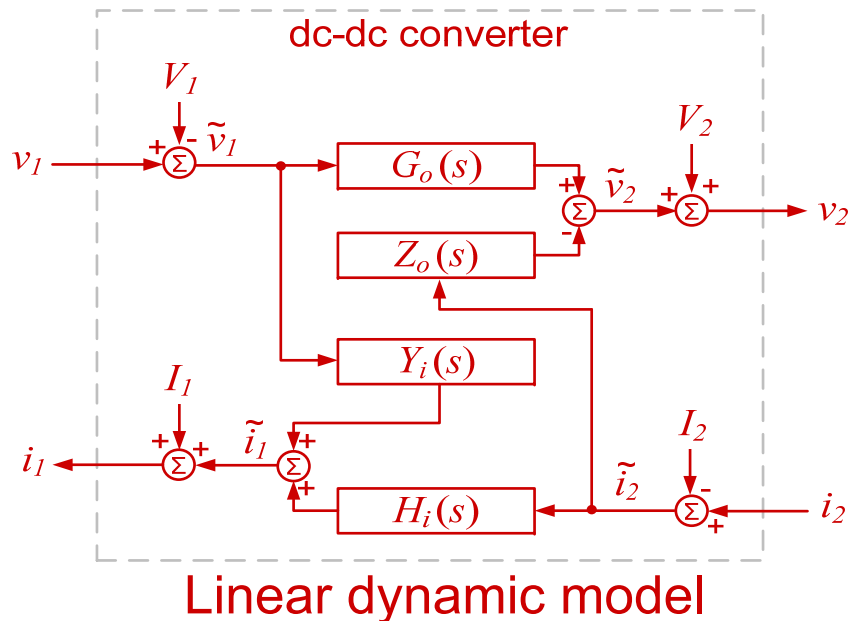 dc-dc converter
V₁
V₂
+ - ṽ₁
v₁ Σ
Gₒ(s)
+ ṽ₂ + +
Σ Σ v₂
-
Zₒ(s)
Yᵢ(s)
I₁
I₂
+ + ĩ₁ +
i₁ Σ Σ
+
Hᵢ(s)
ĩ₂ -
Σ i₂
+
Linear dynamic model